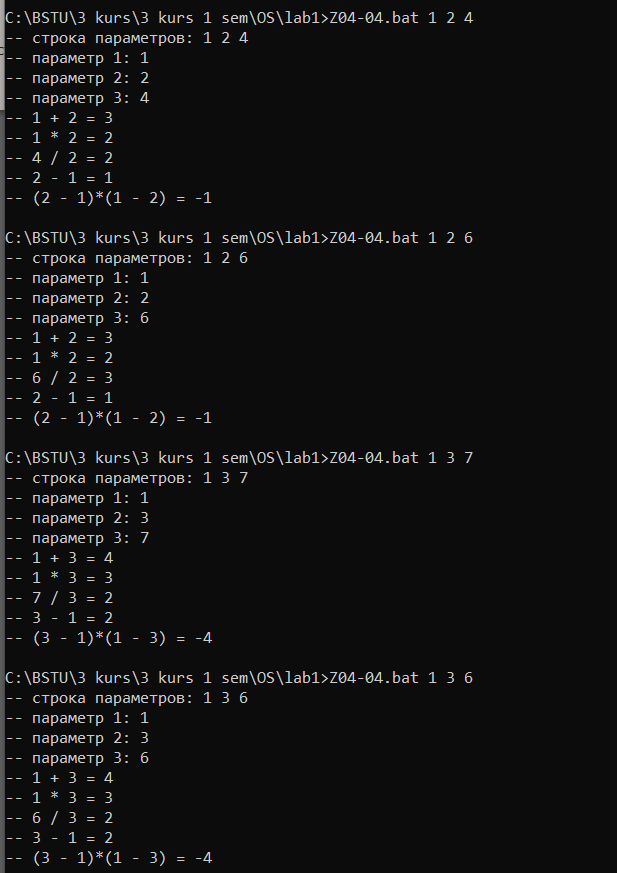 C:\BSTU\3 kurs\3 kurs 1 sem\OS\lab1>Z04-04.bat 1 2 4
-- строка параметров: 1 2 4
-- параметр 1: 1
-- параметр 2: 2
-- параметр 3: 4
-- 1 + 2 = 3
-- 1 * 2 = 2
-- 4 / 2 = 2
-- 2 - 1 = 1
-- (2 - 1)*(1 - 2) = -1
C:\BSTU\3 kurs\3 kurs 1 sem\OS\lab1>Z04-04.bat 1 2 6
-- строка параметров: 1 2 6
-- параметр 1: 1
-- параметр 2: 2
-- параметр 3: 6
-- 1 + 2 = 3
-- 1 * 2 = 2
-- 6 / 2 = 3
-- 2 - 1 = 1
-- (2 - 1)*(1 - 2) = -1
C:\BSTU\3 kurs\3 kurs 1 sem\OS\lab1>Z04-04.bat 1 3 7
-- строка параметров: 1 3 7
-- параметр 1: 1
-- параметр 2: 3
-- параметр 3: 7
-- 1 + 3 = 4
-- 1 * 3 = 3
-- 7 / 3 = 2
-- 3 - 1 = 2
-- (3 - 1)*(1 - 3) = -4
C:\BSTU\3 kurs\3 kurs 1 sem\OS\lab1>Z04-04.bat 1 3 6
-- строка параметров: 1 3 6
-- параметр 1: 1
-- параметр 2: 3
-- параметр 3: 6
-- 1 + 3 = 4
-- 1 * 3 = 3
-- 6 / 3 = 2
-- 3 - 1 = 2
-- (3 - 1)*(1 - 3) = -4